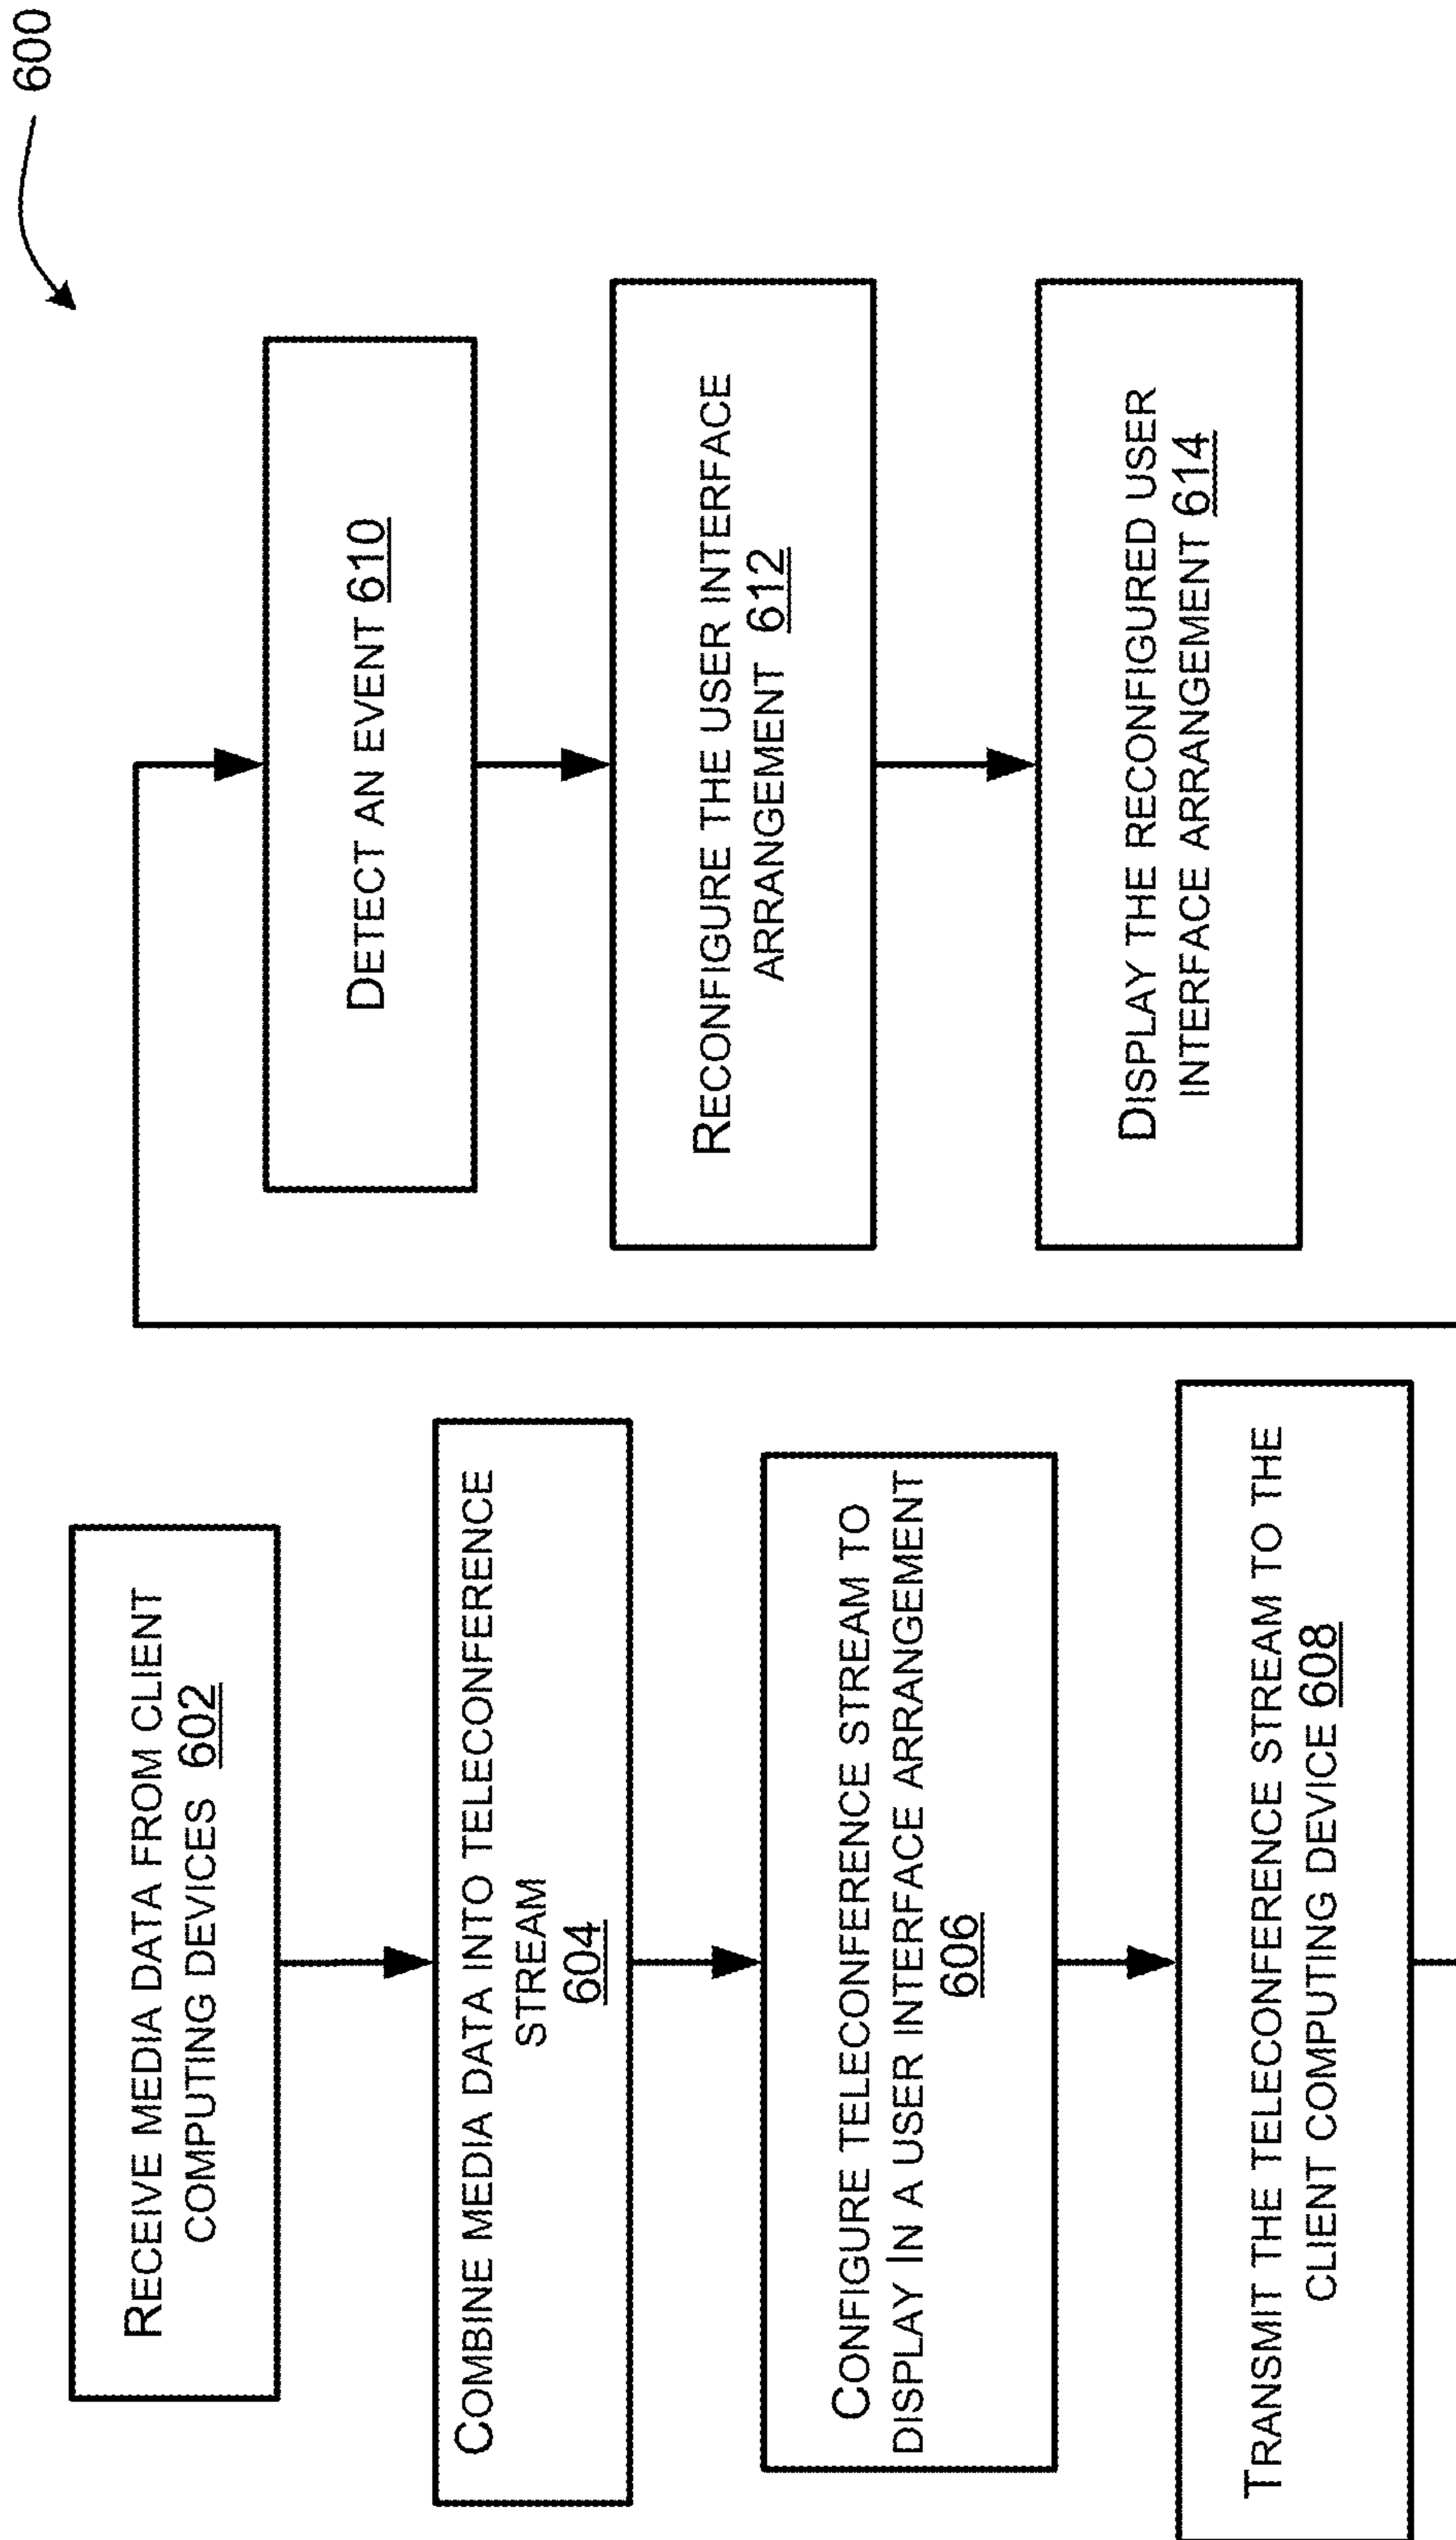 600
RECEIVE MEDIA DATA FROM CLIENT
COMPUTING DEVICES 602
COMBINE MEDIA DATA INTO TELECONFERENCE
STREAM
604
CONFIGURE TELECONFERENCE STREAM TO
DISPLAY IN A USER INTERFACE ARRANGEMENT
606
TRANSMIT THE TELECONFERENCE STREAM TO THE
CLIENT COMPUTING DEVICE 608
DETECT AN EVENT 610
RECONFIGURE THE USER INTERFACE
ARRANGEMENT 612
DISPLAY THE RECONFIGURED USER
INTERFACE ARRANGEMENT 614